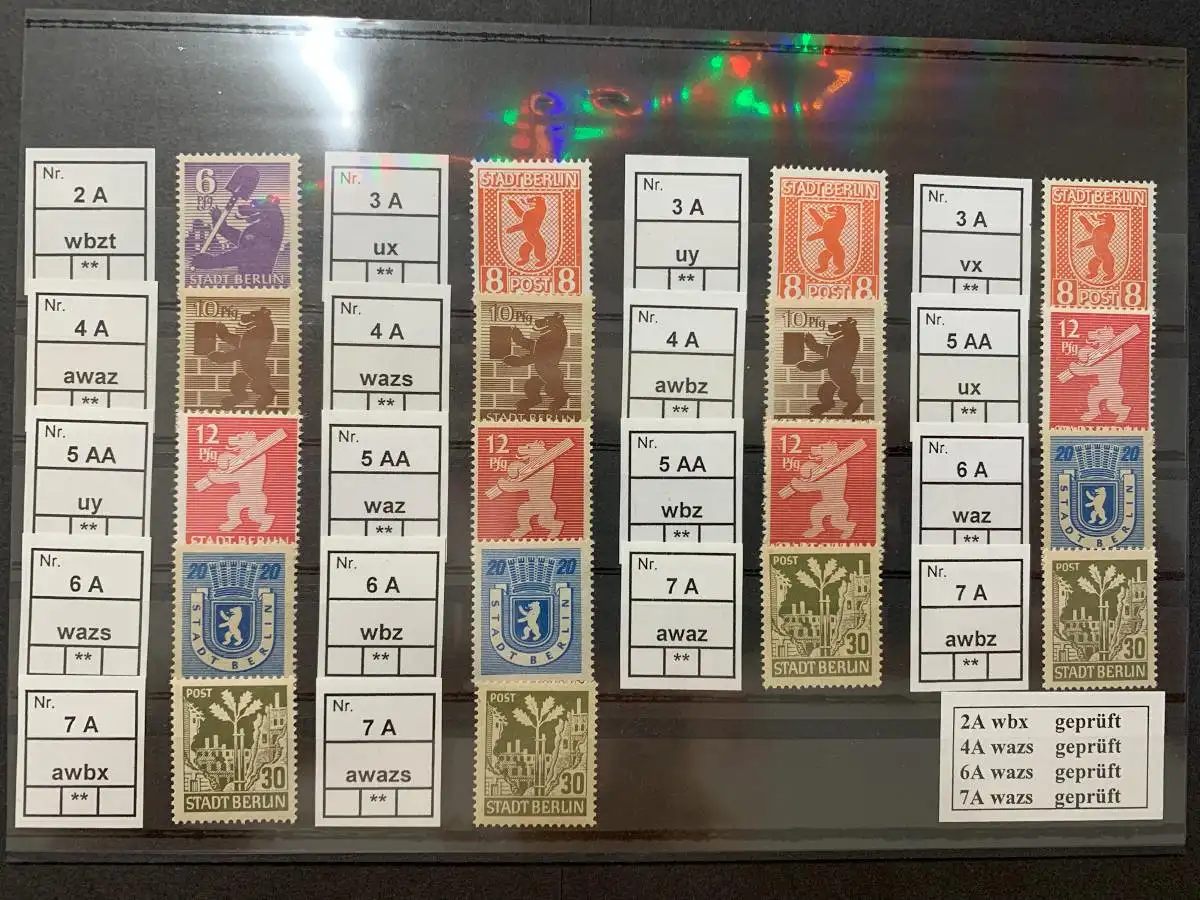 Nr.
2 A
wbzt
**
6
Pfg.
STADT BERLIN
Nr.
3 A
ux
**
STADT BERLIN
8 POST 8
Nr.
3 A
uy
**
STADT BERLIN
8 POST 8
Nr.
3 A
vx
**
STADT BERLIN
8 POST 8
Nr.
4 A
awaz
**
10 Pfg
Nr.
4 A
wazs
**
10 Pfg
STADT BERLIN
Nr.
4 A
awbz
**
10 Pfg
Nr.
5 AA
ux
**
12
Pfg
Nr.
5 AA
uy
**
12
Pfg
STADT BERLIN
Nr.
5 AA
waz
**
12
Pfg
Nr.
5 AA
wbz
**
12
Pfg
Nr.
6 A
waz
**
20 20
STADT BERLIN
Nr.
6 A
wazs
**
20 20
STADT BERLIN
Nr.
6 A
wbz
**
20 20
STADT BERLIN
Nr.
7 A
awaz
**
POST
30
STADT BERLIN
Nr.
7 A
awbz
**
POST
30
STADT BERLIN
Nr.
7 A
awbx
**
POST
30
STADT BERLIN
Nr.
7 A
awazs
**
POST
30
STADT BERLIN
2A wbx geprüft
4A wazs geprüft
6A wazs geprüft
7A wazs geprüft